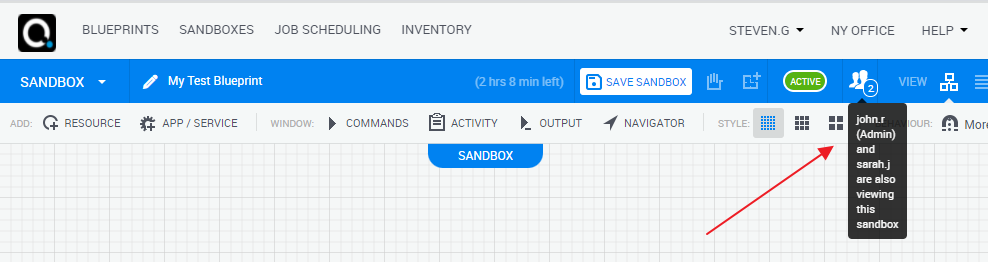 BLUEPRINTS SANDBOXES JOB SCHEDULING INVENTORY STEVEN.G NY OFFICE HELP
SANDBOX My Test Blueprint (2 hrs 8 min left) SAVE SANDBOX ACTIVE 2 VIEW
ADD: RESOURCE APP / SERVICE WINDOW: COMMANDS ACTIVITY OUTPUT NAVIGATOR STYLE: HAVIOUR: More
SANDBOX
john.r
(Admin)
and
sarah.j
are also
viewing
this
sandbox